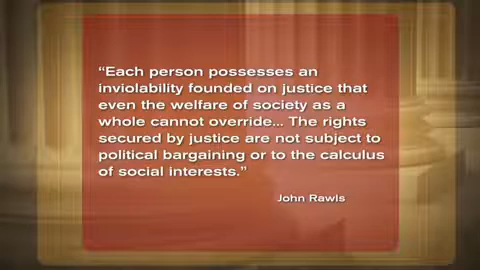 “Each person possesses an
inviolability founded on justice that
even the welfare of society as a
whole cannot override... The rights
secured by justice are not subject to
political bargaining or to the calculus
of social interests.”
John Rawls